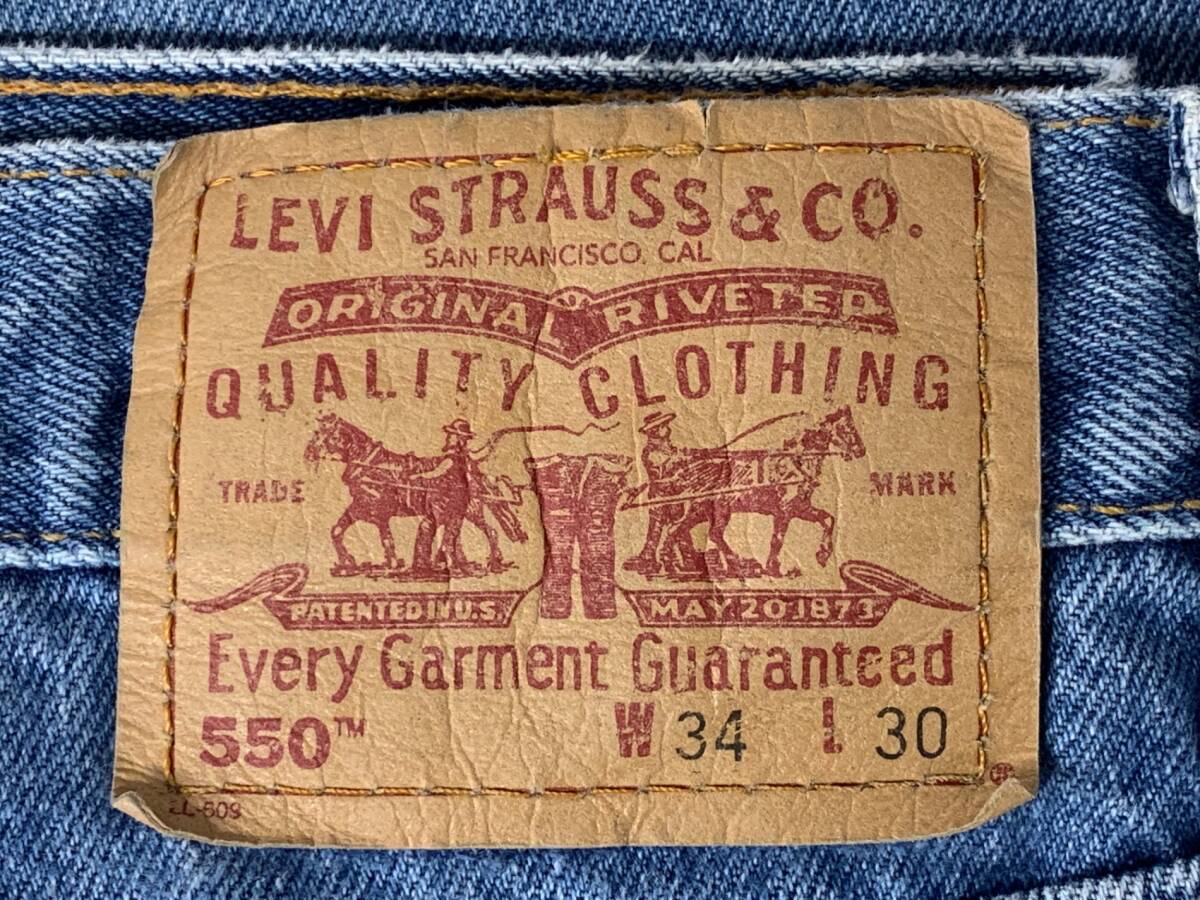 LEVI STRAUSS & CO.
SAN FRANCISCO, CAL
ORIGINAL RIVETED
QUALITY CLOTHING
TRADE MARK
PATENTED IN U.S. MAY 20 1873
Every Garment Guaranteed
550™ W 34 L 30
®